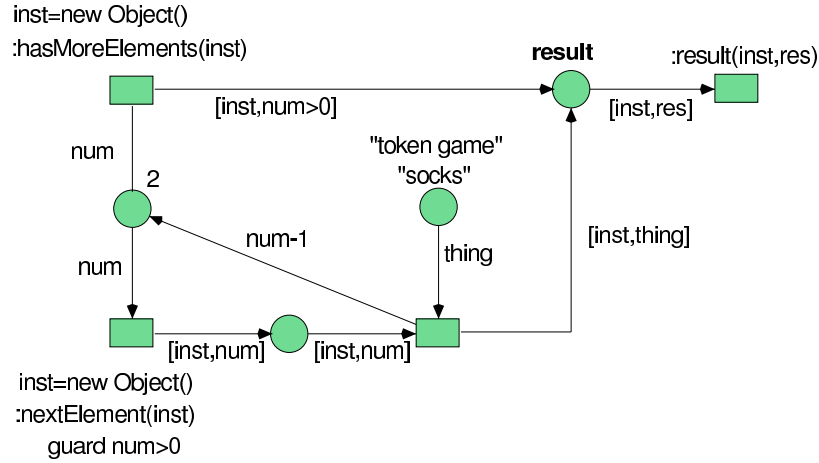 inst=new Object()
:hasMoreElements(inst)
result
:result(inst,res)
[inst,num>0]
[inst,res]
num
"token game"
"socks"
2
num-1
[inst,thing]
thing
num
[inst,num]
[inst,num]
inst=new Object()
:nextElement(inst)
guard num>0